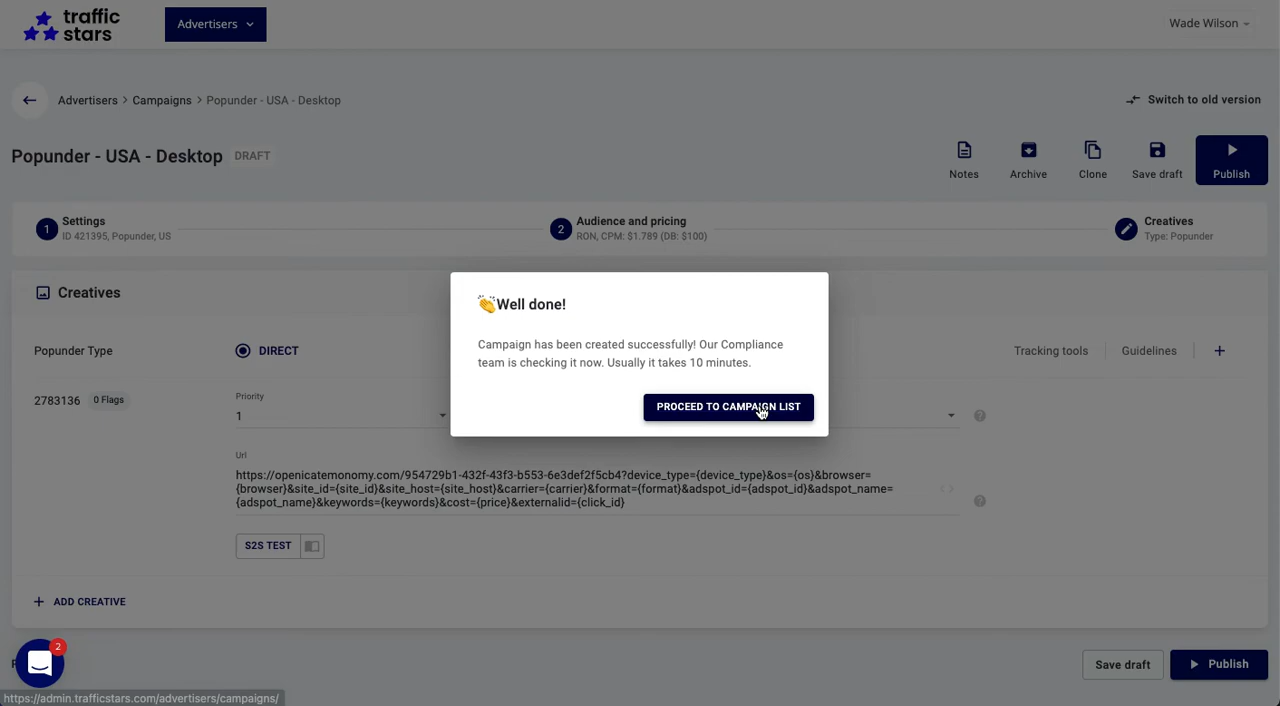 traffic
stars
Advertisers
Wade Wilson
Advertisers > Campaigns > Popunder - USA - Desktop
Switch to old version
Popunder - USA - Desktop DRAFT
Notes
Archive
Clone
Save draft
Publish
1 Settings
ID 421395, Popunder, US
2 Audience and pricing
RON, CPM: $1.789 (DB: $100)
Creatives
Type: Popunder
Creatives
👏Well done!
Campaign has been created successfully! Our Compliance
team is checking it now. Usually it takes 10 minutes.
PROCEED TO CAMPAIGN LIST
Popunder Type
DIRECT
Tracking tools
Guidelines
+
2783136 0 Flags
Priority
1
?
Url
https://openicatemonomy.com/954729b1-432f-43f3-b553-6e3def2f5cb4?device_type={device_type}&os={os}&browser=
{browser}&site_id={site_id}&site_host={site_host}&carrier={carrier}&format={format}&adspot_id={adspot_id}&adspot_name=
{adspot_name}&keywords={keywords}&cost={price}&externalid={click_id}
?
S2S TEST
+ ADD CREATIVE
2
Save draft
Publish
https://admin.trafficstars.com/advertisers/campaigns/